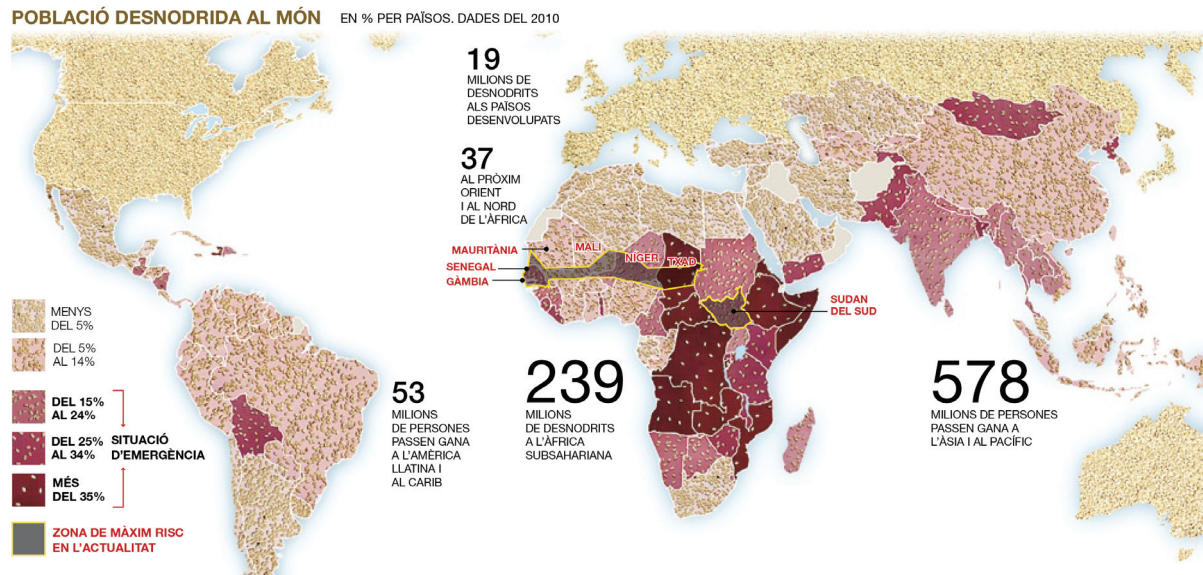 POBLACIÓ DESNODRIDA AL MÓN
EN % PER PAÏSOS. DADES DEL 2010
19
MILIONS DE
DESNODRITS
ALS PAÏSOS
DESENVOLUPATS
37
AL PRÒXIM
ORIENT
I AL NORD
DE L'ÀFRICA
MAURITÀNIA
MALI
NÍGER
TXAD
SENEGAL
GÀMBIA
SUDAN
DEL SUD
MENYS
DEL 5%
DEL 5%
AL 14%
DEL 15%
AL 24%
DEL 25%
AL 34%
SITUACIÓ
D'EMERGÈNCIA
MÉS
DEL 35%
ZONA DE MÀXIM RISC
EN L'ACTUALITAT
53
MILIONS
DE PERSONES
PASSEN GANA
A L'AMÈRICA
LLATINA I
AL CARIB
239
MILIONS
DE DESNODRITS
A L'ÀFRICA
SUBSAHARIANA
578
MILIONS DE PERSONES
PASSEN GANA A
L'ÀSIA I AL PACÍFIC